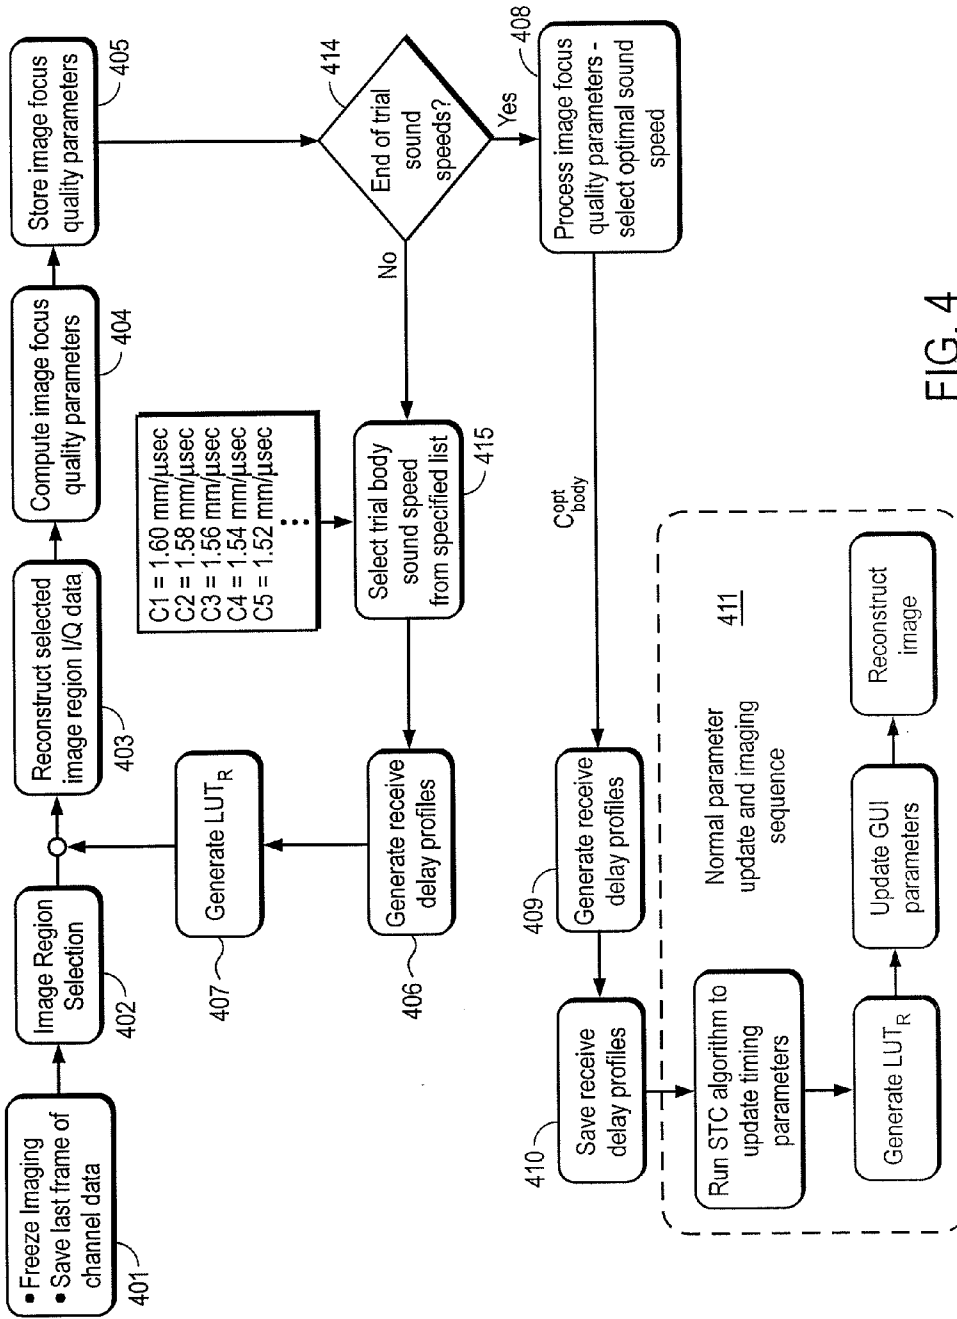 • Freeze Imaging
• Save last frame of
channel data
401
Image Region
Selection
402
Reconstruct selected
image region I/Q data
403
Compute image focus
quality parameters
404
Store image focus
quality parameters
405
End of trial
sound
speeds?
414
No
Yes
C1 = 1.60 mm/μsec
C2 = 1.58 mm/μsec
C3 = 1.56 mm/μsec
C4 = 1.54 mm/μsec
C5 = 1.52 mm/μsec
Select trial body
sound speed
from specified list
415
Generate receive
delay profiles
406
Generate LUT_R
407
Process image focus
quality parameters -
select optimal sound
speed
408
C^opt_body
Generate receive
delay profiles
409
Save receive
delay profiles
410
Normal parameter
update and imaging
sequence
411
Run STC algorithm to
update timing
parameters
Generate LUT_R
Update GUI
parameters
Reconstruct
image
FIG. 4